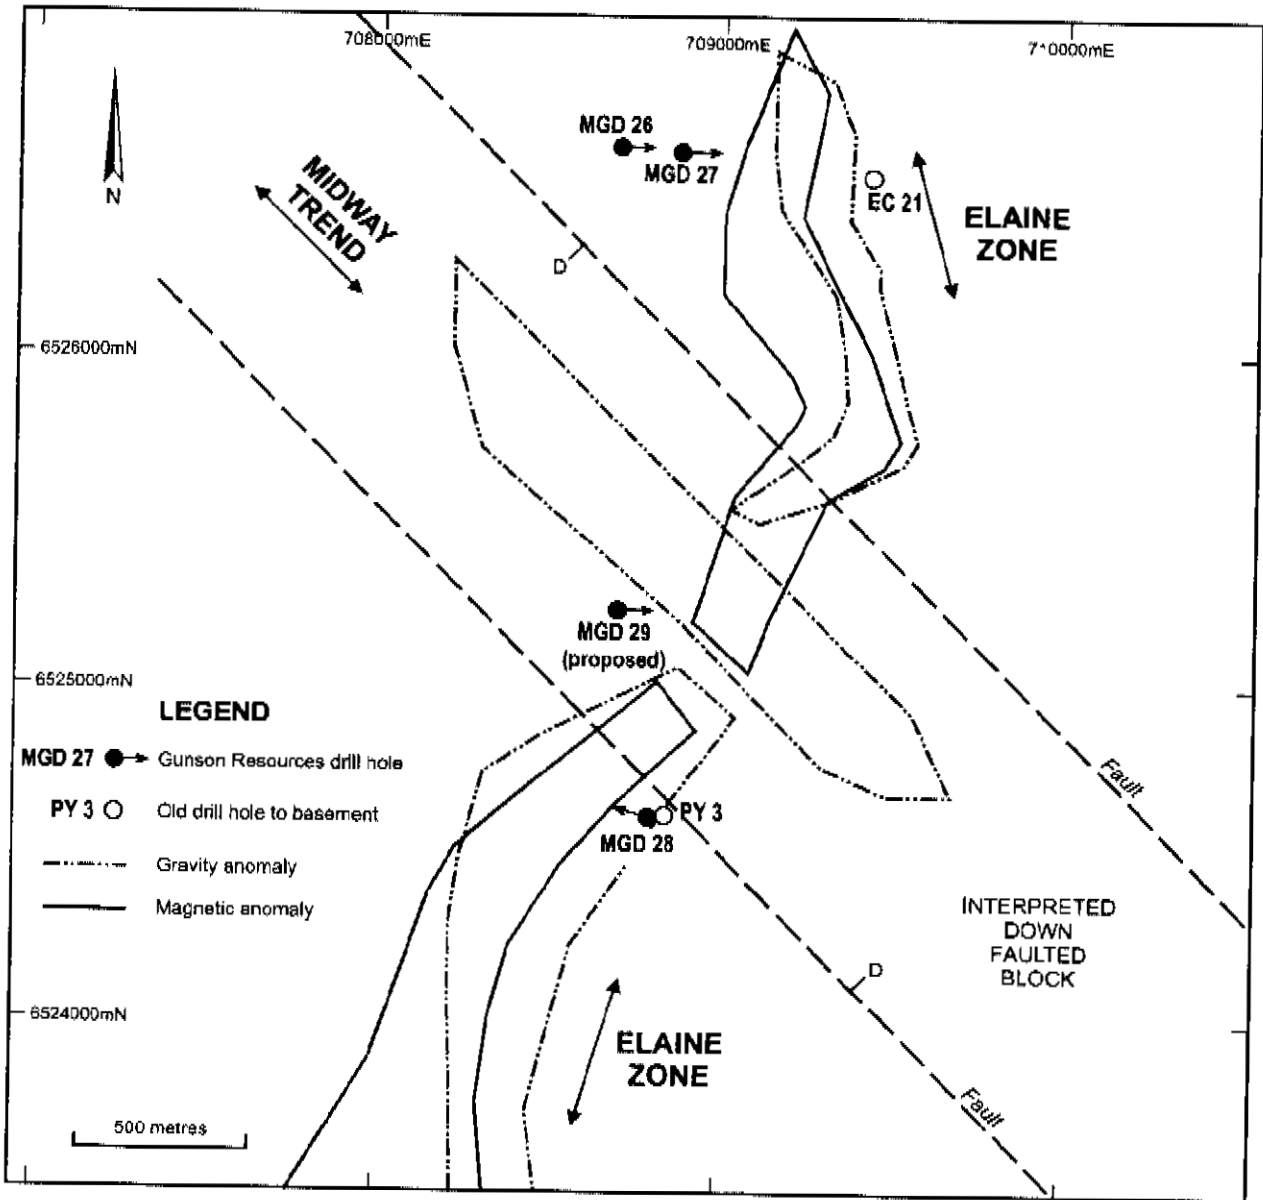 708000mE
709000mE
7^0000mE
MGD 26
MGD 27
EC 21
N
MIDWAY
TREND
ELAINE
ZONE
D
6526000mN
MGD 29
(proposed)
6525000mN
LEGEND
MGD 27 Gunson Resources drill hole
PY 3 Old drill hole to basement
Gravity anomaly
Magnetic anomaly
PY 3
MGD 28
Fault
INTERPRETED
DOWN
FAULTED
BLOCK
D
6524000mN
ELAINE
ZONE
Fault
500 metres